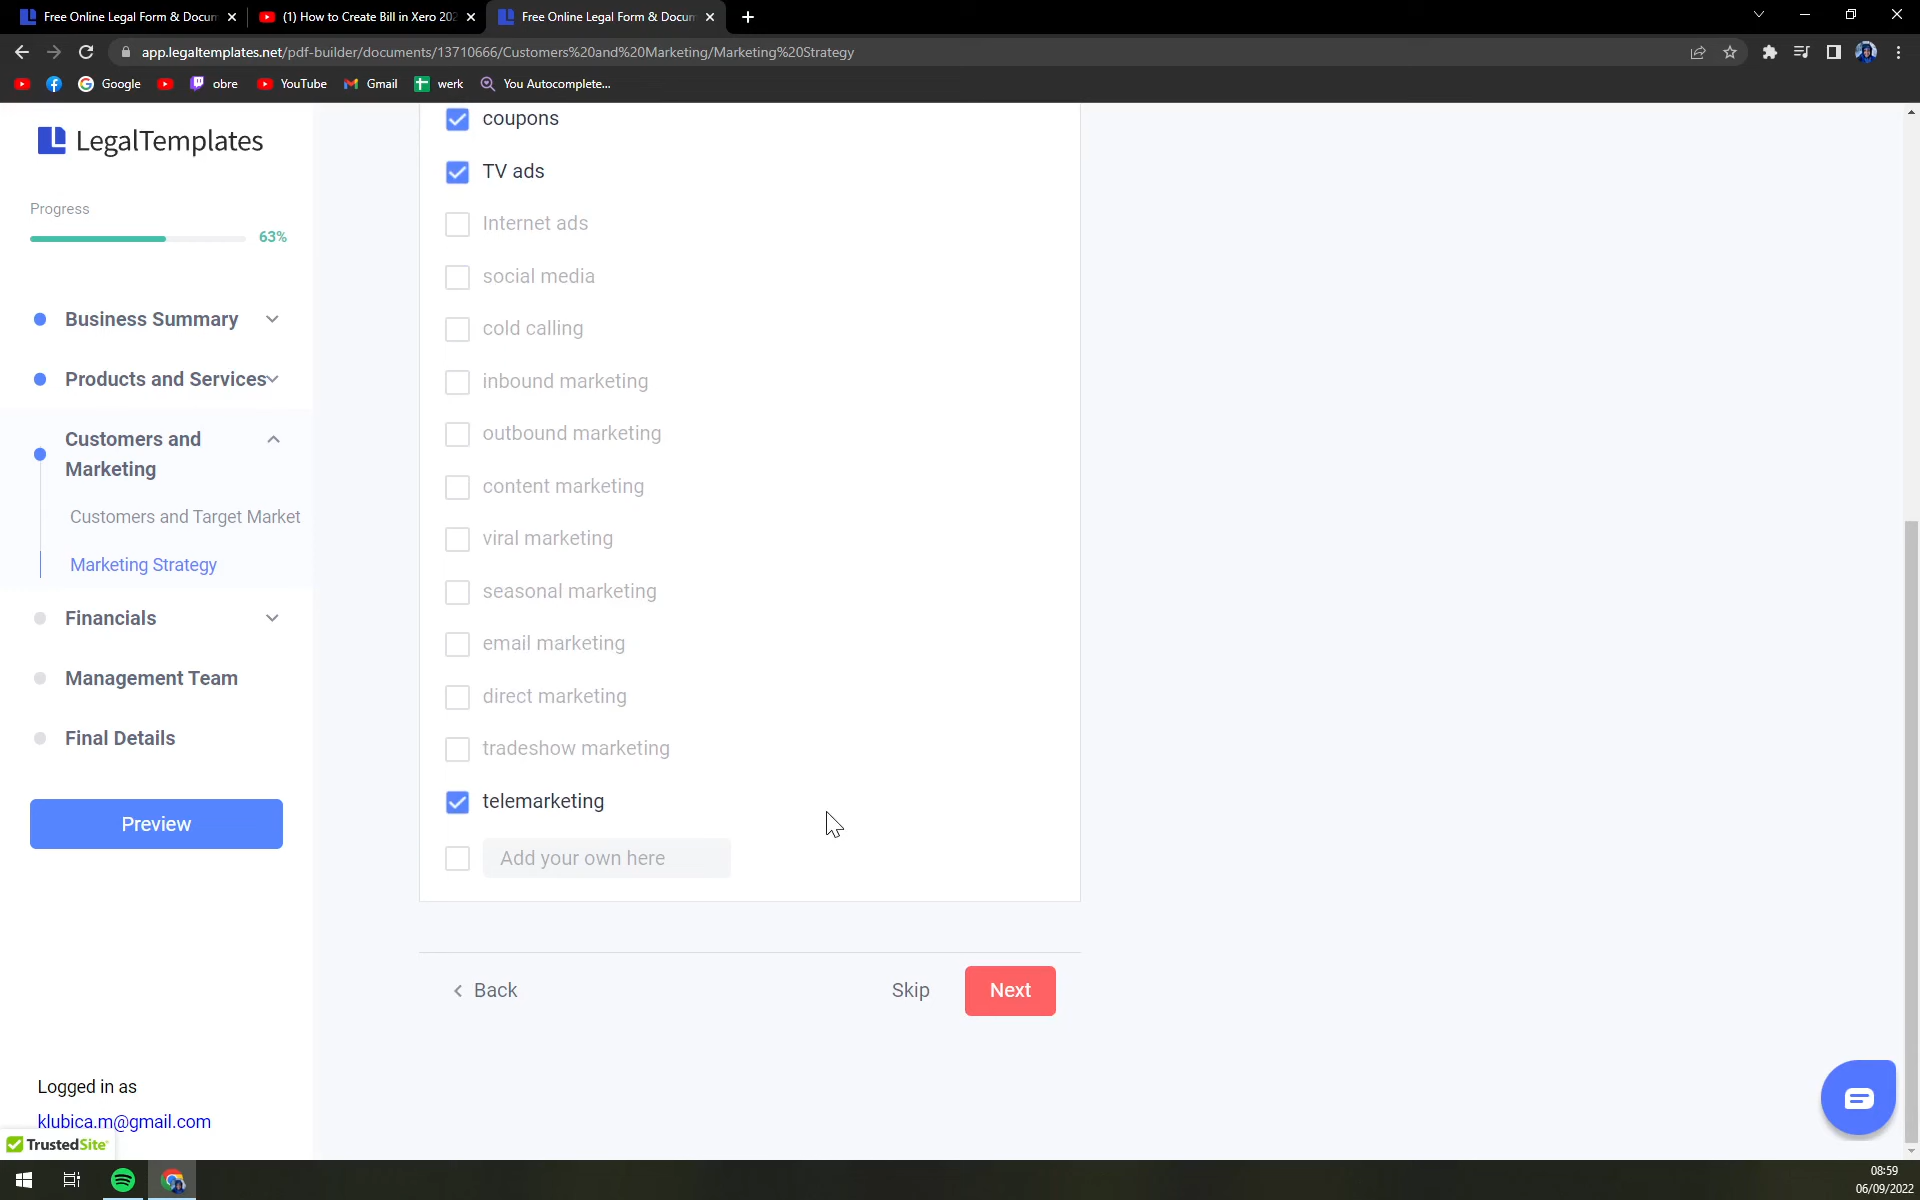 Free Online Legal Form & Docum
(1) How to Create Bill in Xero 202
Free Online Legal Form & Docum
app.legaltemplates.net/pdf-builder/documents/13710666/Customers%20and%20Marketing/Marketing%20Strategy
Google
obre
YouTube
Gmail
werk
You Autocomplete...
LegalTemplates
Progress
63%
Business Summary
Products and Services
Customers and
Marketing
Customers and Target Market
Marketing Strategy
Financials
Management Team
Final Details
Preview
Logged in as
klubica.m@gmail.com
TrustedSite
coupons
TV ads
Internet ads
social media
cold calling
inbound marketing
outbound marketing
content marketing
viral marketing
seasonal marketing
email marketing
direct marketing
tradeshow marketing
telemarketing
Add your own here
Back
Skip
Next
08:59
06/09/2022